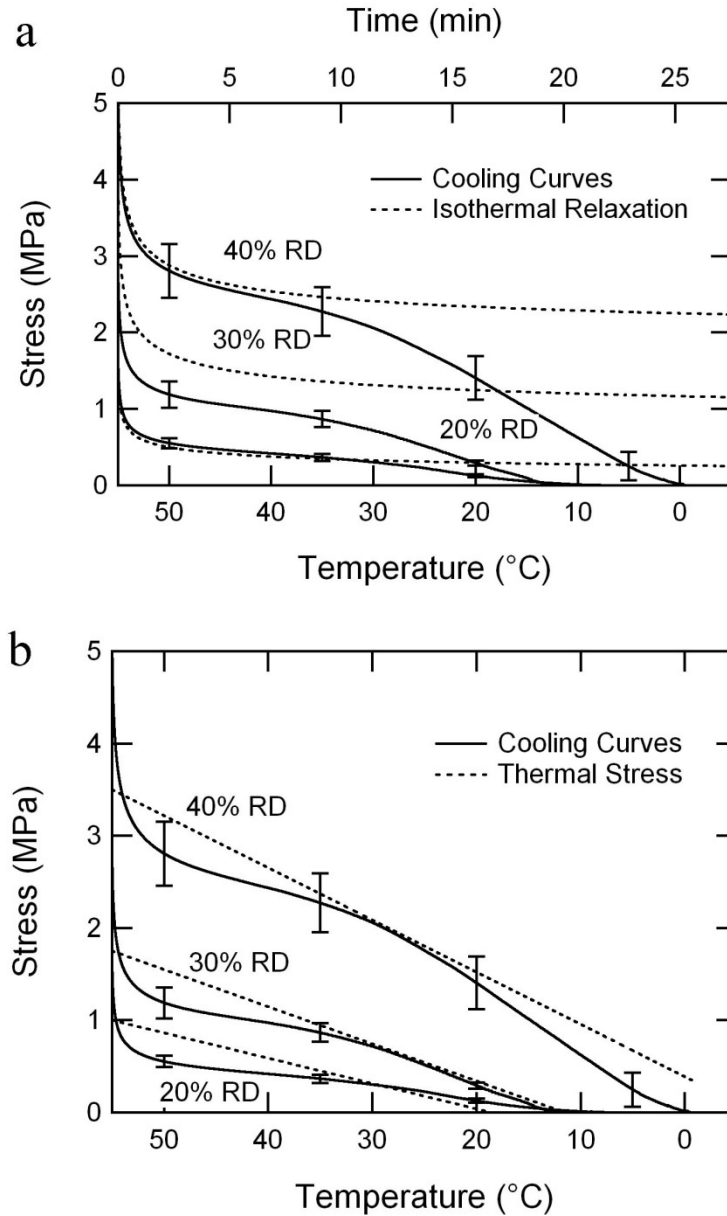 a
Time (min)
0 5 10 15 20 25
5
4
3
2
1
0
Stress (MPa)
Cooling Curves
Isothermal Relaxation
40% RD
30% RD
20% RD
50 40 30 20 10 0
Temperature (°C)
b
5
4
3
2
1
0
Stress (MPa)
Cooling Curves
Thermal Stress
40% RD
30% RD
20% RD
50 40 30 20 10 0
Temperature (°C)